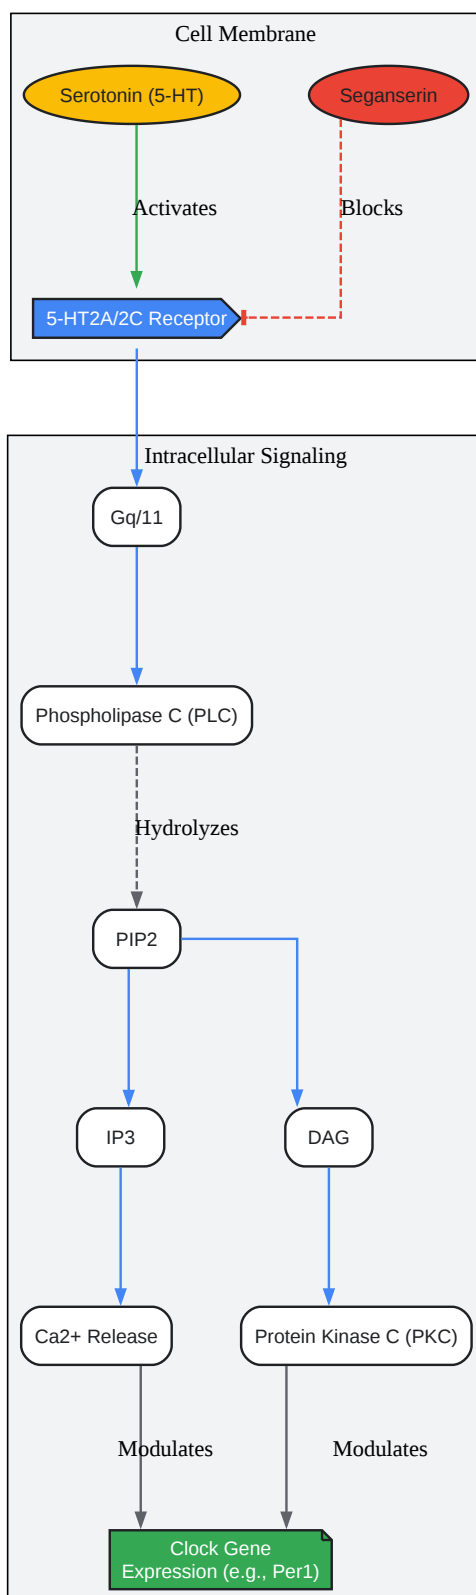 Cell Membrane
Serotonin (5-HT)
Seganserin
Activates
Blocks
5-HT2A/2C Receptor
Intracellular Signaling
Gq/11
Phospholipase C (PLC)
Hydrolyzes
PIP2
IP3
DAG
Ca2+ Release
Protein Kinase C (PKC)
Modulates
Modulates
Clock Gene
Expression (e.g., Per1)